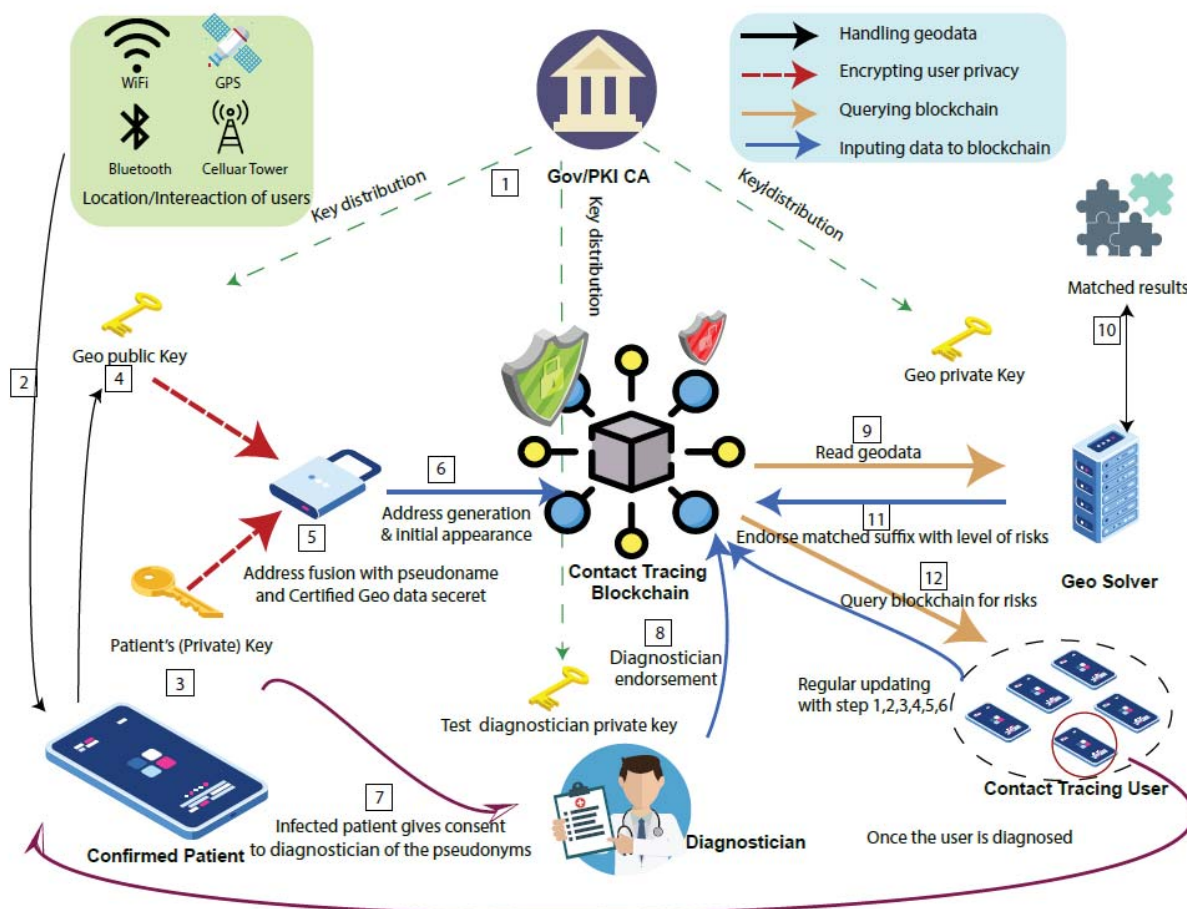 WiFi
GPS
Bluetooth
Celluar Tower
Location/Intereaction of users
Gov/PKI CA
Handling geodata
Encrypting user privacy
Querying blockchain
Inputing data to blockchain
1
Key distribution
Key distribution
Key distribution
Matched results
10
Geo public Key
2
4
Geo private Key
9
Read geodata
6
Address generation
& Initial appearance
5
Address fusion with pseudoname
and Certified Geo data seceret
11
Endorse matched suffix with level of risks
Geo Solver
Contact Tracing
Blockchain
12
Query blockchain for risks
Patient's (Private) Key
3
8
Diagnostician
endorsement
Regular updating
with step 1,2,3,4,5,6
Test diagnostician private key
7
Infected patient gives consent
to diagnostician of the pseudonyms
Confirmed Patient
Diagnostician
Contact Tracing User
Once the user is diagnosed